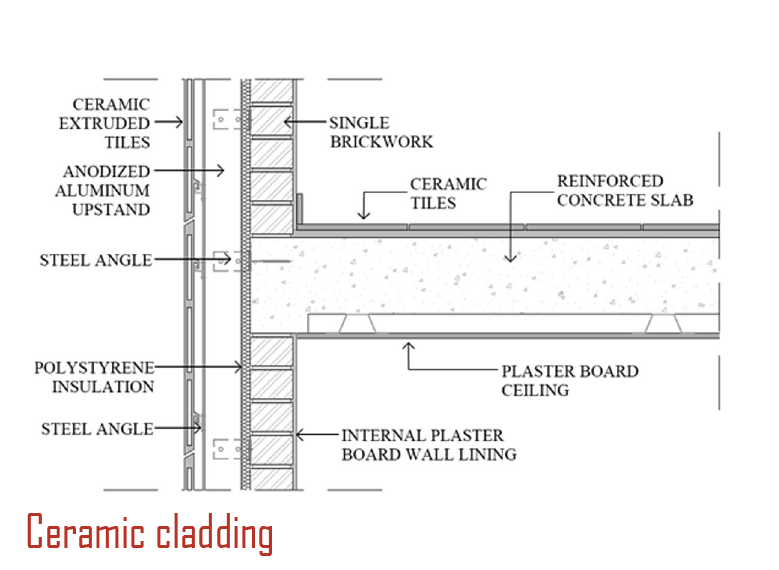 CERAMIC
EXTRUDED
TILES
SINGLE
BRICKWORK
ANODIZED
ALUMINUM
UPSTAND
CERAMIC
TILES
REINFORCED
CONCRETE SLAB
STEEL ANGLE
POLYSTYRENE
INSULATION
PLASTER BOARD
CEILING
STEEL ANGLE
INTERNAL PLASTER
BOARD WALL LINING
Ceramic cladding